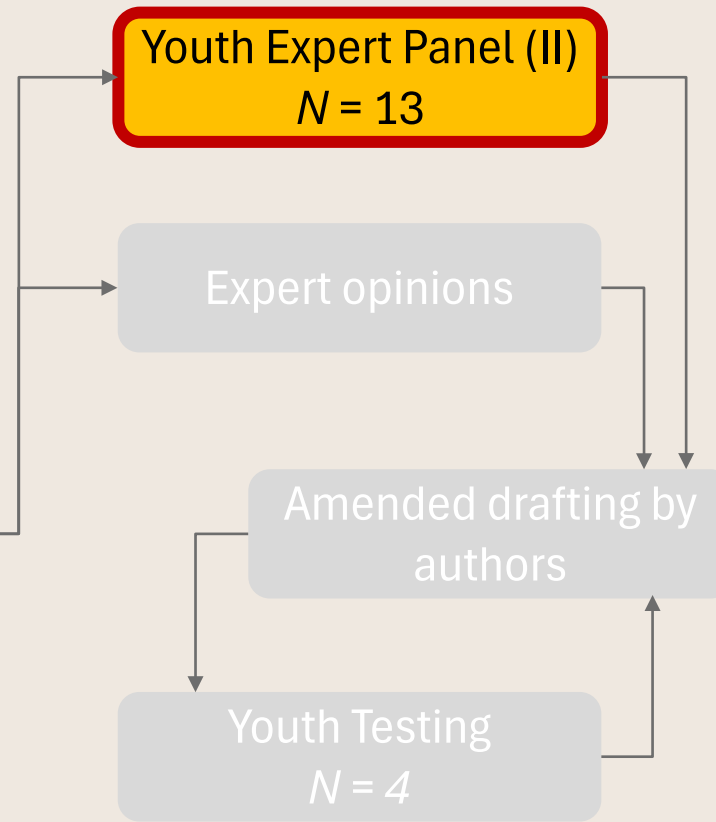 Youth Expert Panel (II)
N = 13
Expert opinions
Amended drafting by
authors
Youth Testing
N = 4